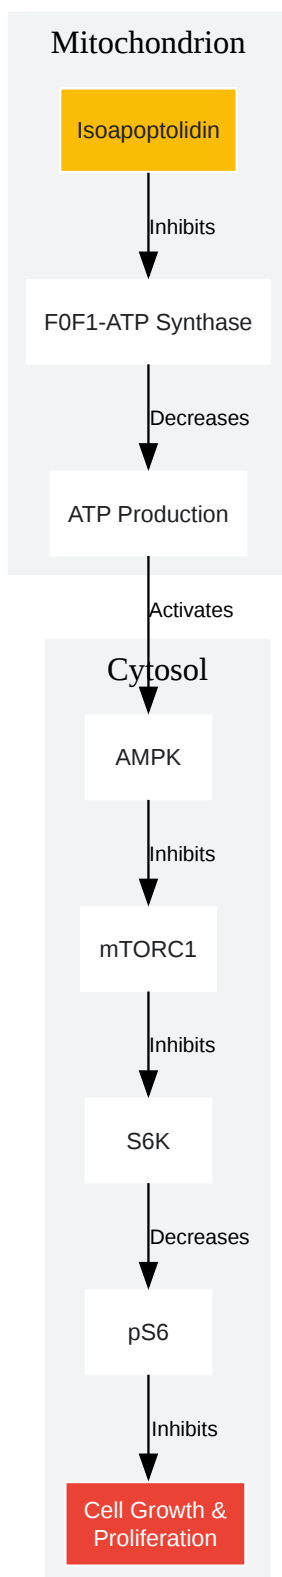 Mitochondrion
Isoapoptolidin
Inhibits
F0F1-ATP Synthase
Decreases
ATP Production
Activates
Cytosol
AMPK
Inhibits
mTORC1
Inhibits
S6K
Decreases
pS6
Inhibits
Cell Growth &
Proliferation